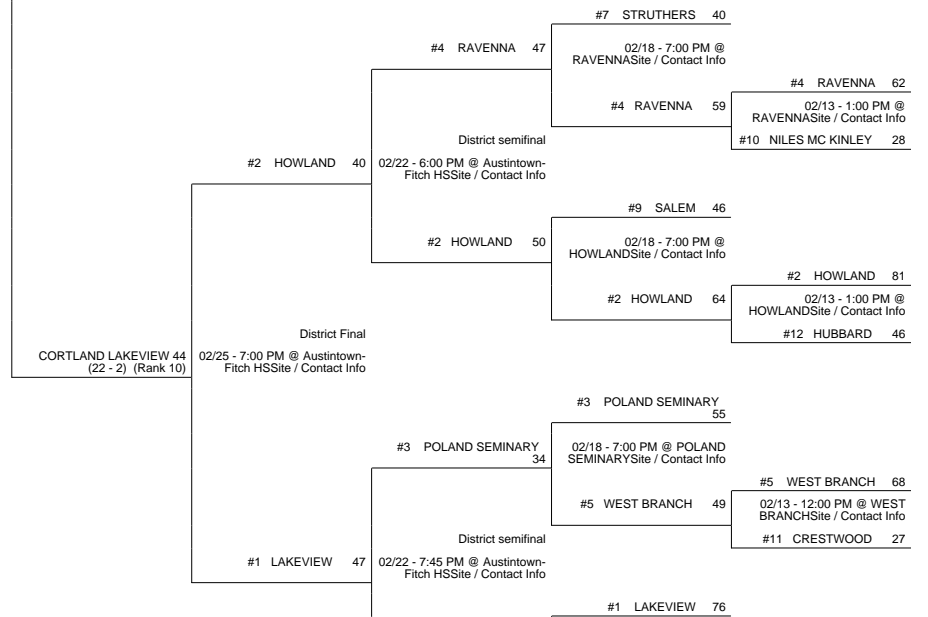 #7 STRUTHERS 40
#4 RAVENNA 47
02/18 - 7:00 PM @
RAVENNASite / Contact Info
#4 RAVENNA 62
#4 RAVENNA 59
02/13 - 1:00 PM @
RAVENNASite / Contact Info
District semifinal
#10 NILES MC KINLEY 28
#2 HOWLAND 40
02/22 - 6:00 PM @ Austintown-
Fitch HSSite / Contact Info
#9 SALEM 46
#2 HOWLAND 50
02/18 - 7:00 PM @
HOWLANDSite / Contact Info
#2 HOWLAND 81
#2 HOWLAND 64
02/13 - 1:00 PM @
HOWLANDSite / Contact Info
District Final
#12 HUBBARD 46
CORTLAND LAKEVIEW 44
(22 - 2) (Rank 10)
02/25 - 7:00 PM @ Austintown-
Fitch HSSite / Contact Info
#3 POLAND SEMINARY
55
#3 POLAND SEMINARY
34
02/18 - 7:00 PM @ POLAND
SEMINARYSite / Contact Info
#5 WEST BRANCH 68
#5 WEST BRANCH 49
02/13 - 12:00 PM @ WEST
BRANCHSite / Contact Info
District semifinal
#11 CRESTWOOD 27
#1 LAKEVIEW 47
02/22 - 7:45 PM @ Austintown-
Fitch HSSite / Contact Info
#1 LAKEVIEW 76